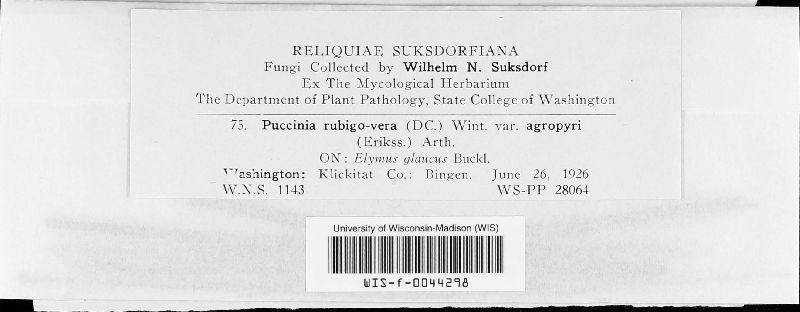 RELIQUIAE SUKSDORFIANA
Fungi Collected by Wilhelm N. Suksdorf
Ex The Mycological Herbarium
The Department of Plant Pathology, State College of Washington
75. Puccinia rubigo-vera (DC.) Wint. var. agropyri
(Erikss.) Arth.
ON: Elymus glaucus Buckl.
Washington: Klickitat Co.: Bingen. June 26, 1926
W.N.S. 1143 WS-PP 28064
University of Wisconsin-Madison (WIS)
WIS-f-0044298